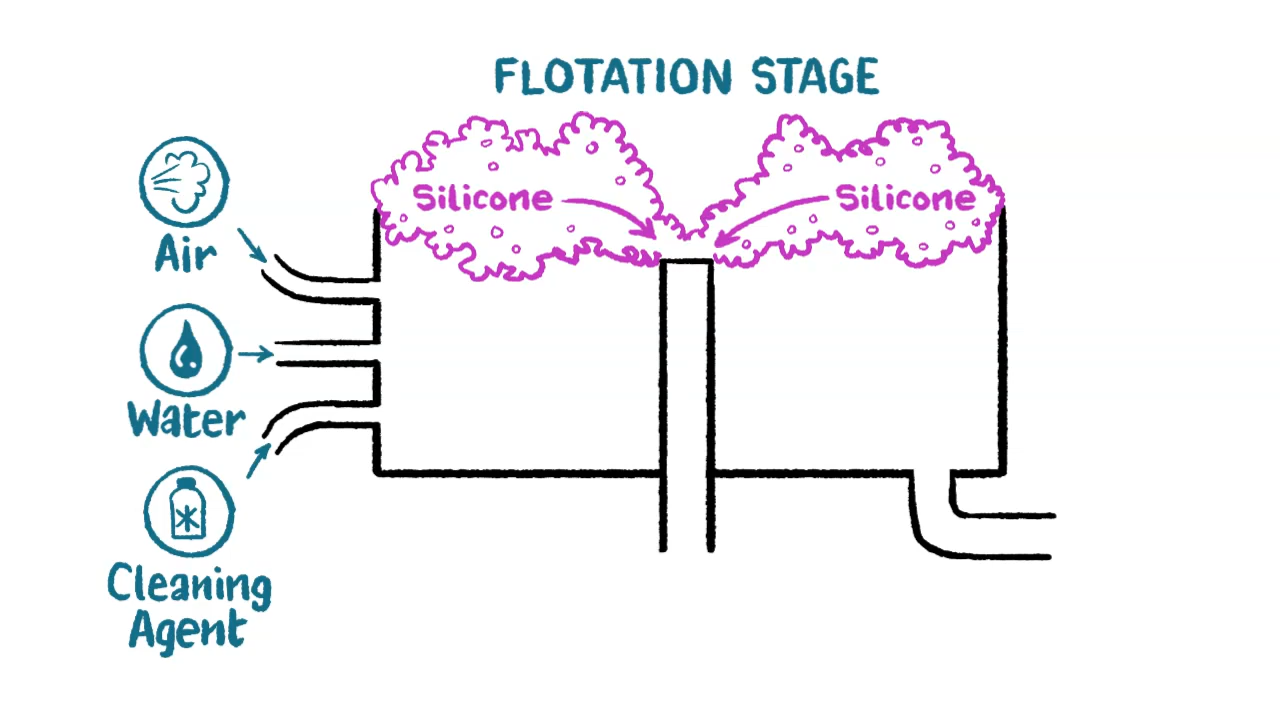 FLOTATION STAGE
Silicone
Silicone
Air
Water
Cleaning
Agent